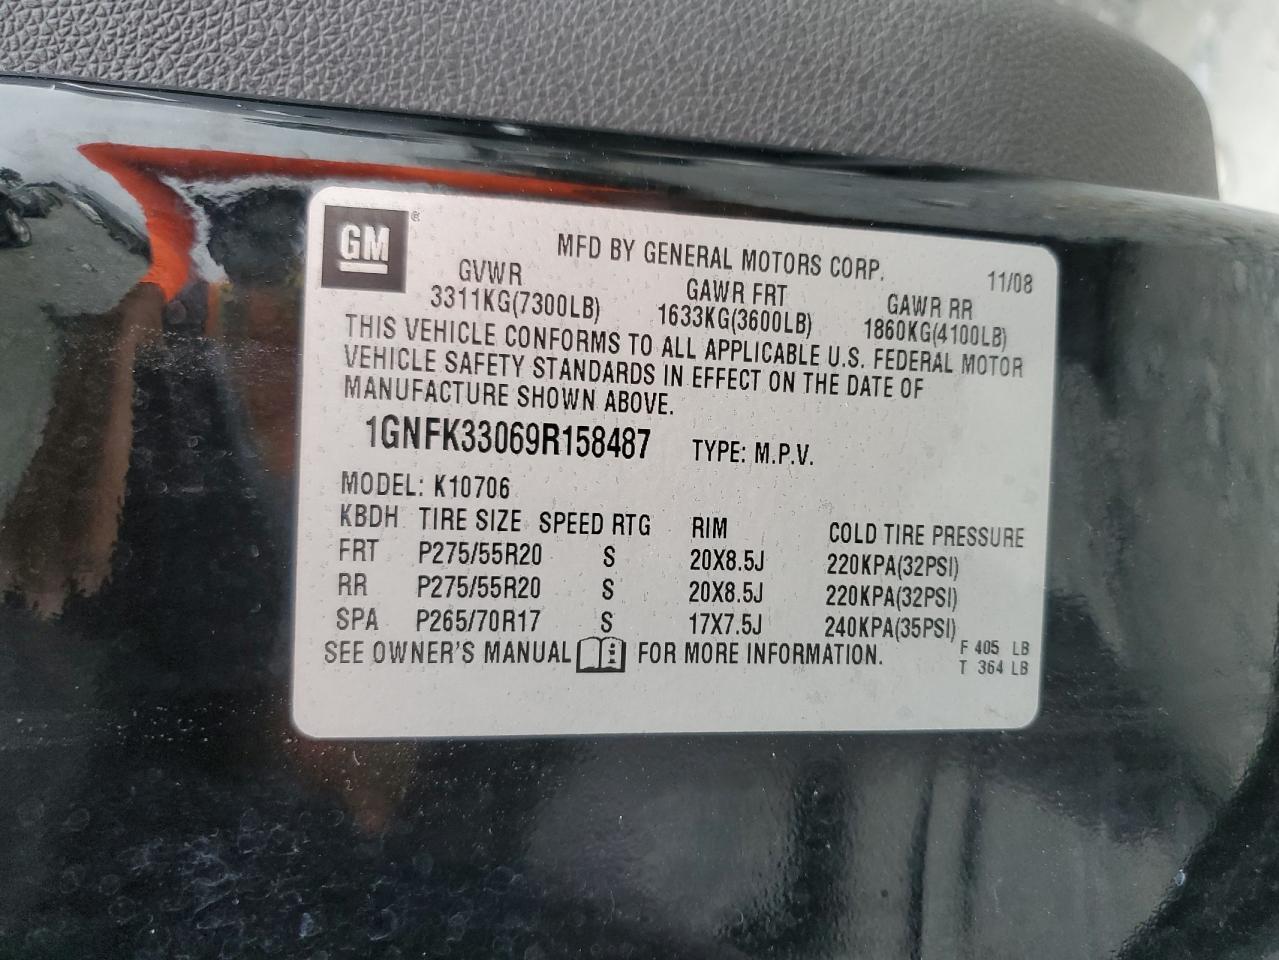 GM®
MFD BY GENERAL MOTORS CORP.
11/08
GVWR GAWR FRT GAWR RR
3311KG(7300LB) 1633KG(3600LB) 1860KG(4100LB)
THIS VEHICLE CONFORMS TO ALL APPLICABLE U.S. FEDERAL MOTOR
VEHICLE SAFETY STANDARDS IN EFFECT ON THE DATE OF
MANUFACTURE SHOWN ABOVE.
1GNFK33069R158487 TYPE: M.P.V.
MODEL: K10706
KBDH TIRE SIZE SPEED RTG RIM COLD TIRE PRESSURE
FRT P275/55R20 S 20X8.5J 220KPA(32PSI)
RR P275/55R20 S 20X8.5J 220KPA(32PSI)
SPA P265/70R17 S 17X7.5J 240KPA(35PSI)
SEE OWNER'S MANUAL FOR MORE INFORMATION.
F 405 LB
T 364 LB